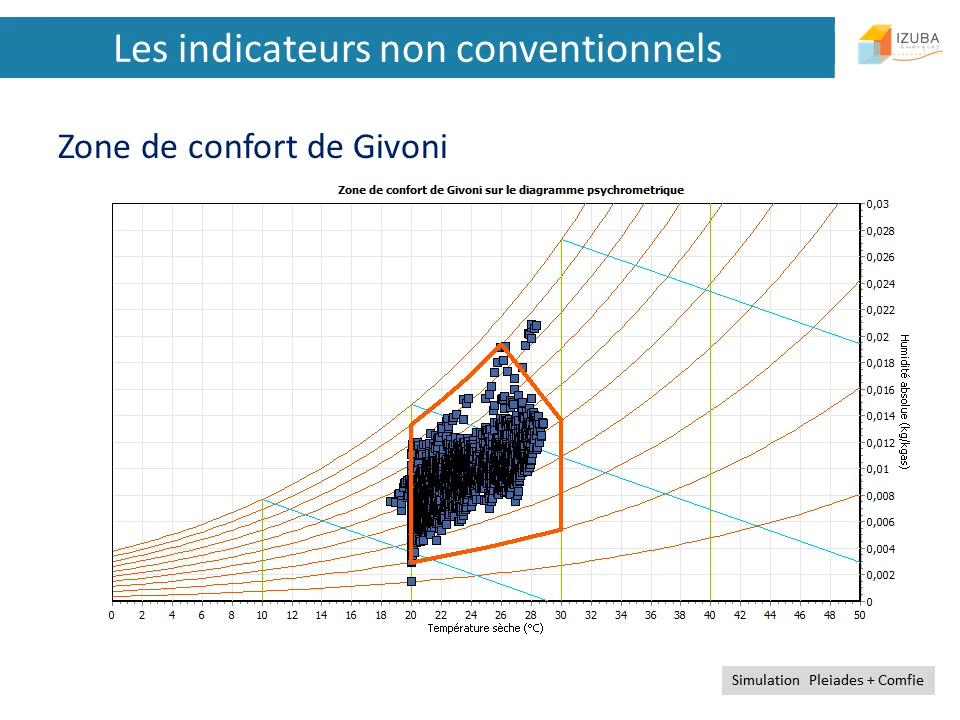 Les indicateurs non conventionnels
IZUBA
énergies
Zone de confort de Givoni
Zone de confort de Givoni sur le diagramme psychrometrique
0,03
0,028
0,026
0,024
0,022
0,02
0,018
0,016
0,014
0,012
0,01
0,008
0,006
0,004
0,002
0
Humidité absolue (kg/kgas)
0 2 4 6 8 10 12 14 16 18 20 22 24 26 28 30 32 34 36 38 40 42 44 46 48 50
Température sèche (°C)
Simulation Pleiades + Comfie